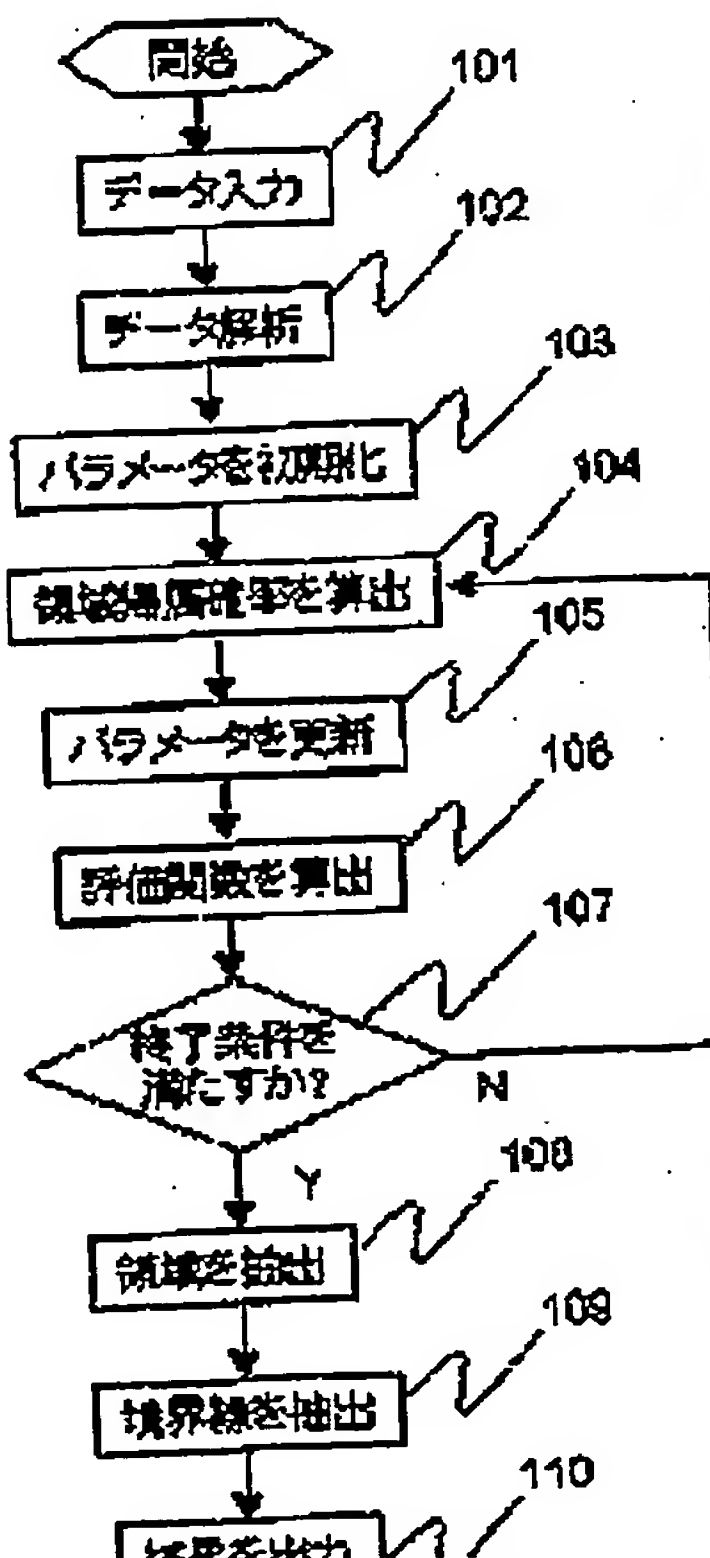 開始
101
データ入力
102
データ解析
103
パラメータを初期化
104
領域帰属確率を算出
105
パラメータを更新
106
評価関数を算出
107
終了条件を
満たすか?
N
Y
108
領域を抽出
109
境界線を抽出
110